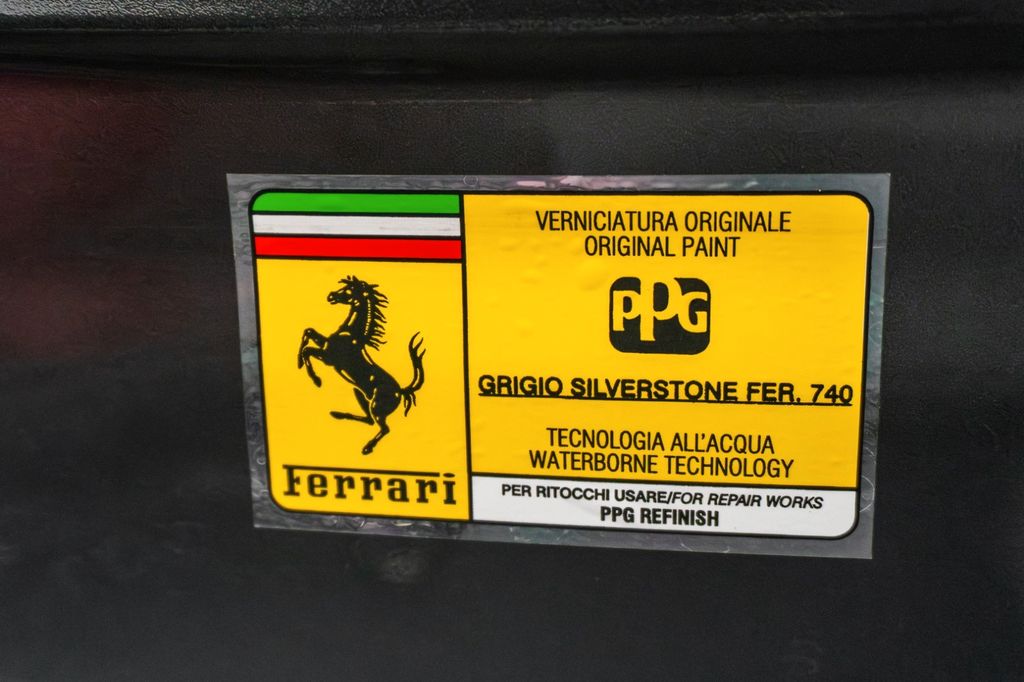 Ferrari
VERNICIATURA ORIGINALE
ORIGINAL PAINT
PPG
GRIGIO SILVERSTONE FER. 740
TECNOLOGIA ALL'ACQUA
WATERBORNE TECHNOLOGY
PER RITOCCHI USARE/FOR REPAIR WORKS
PPG REFINISH